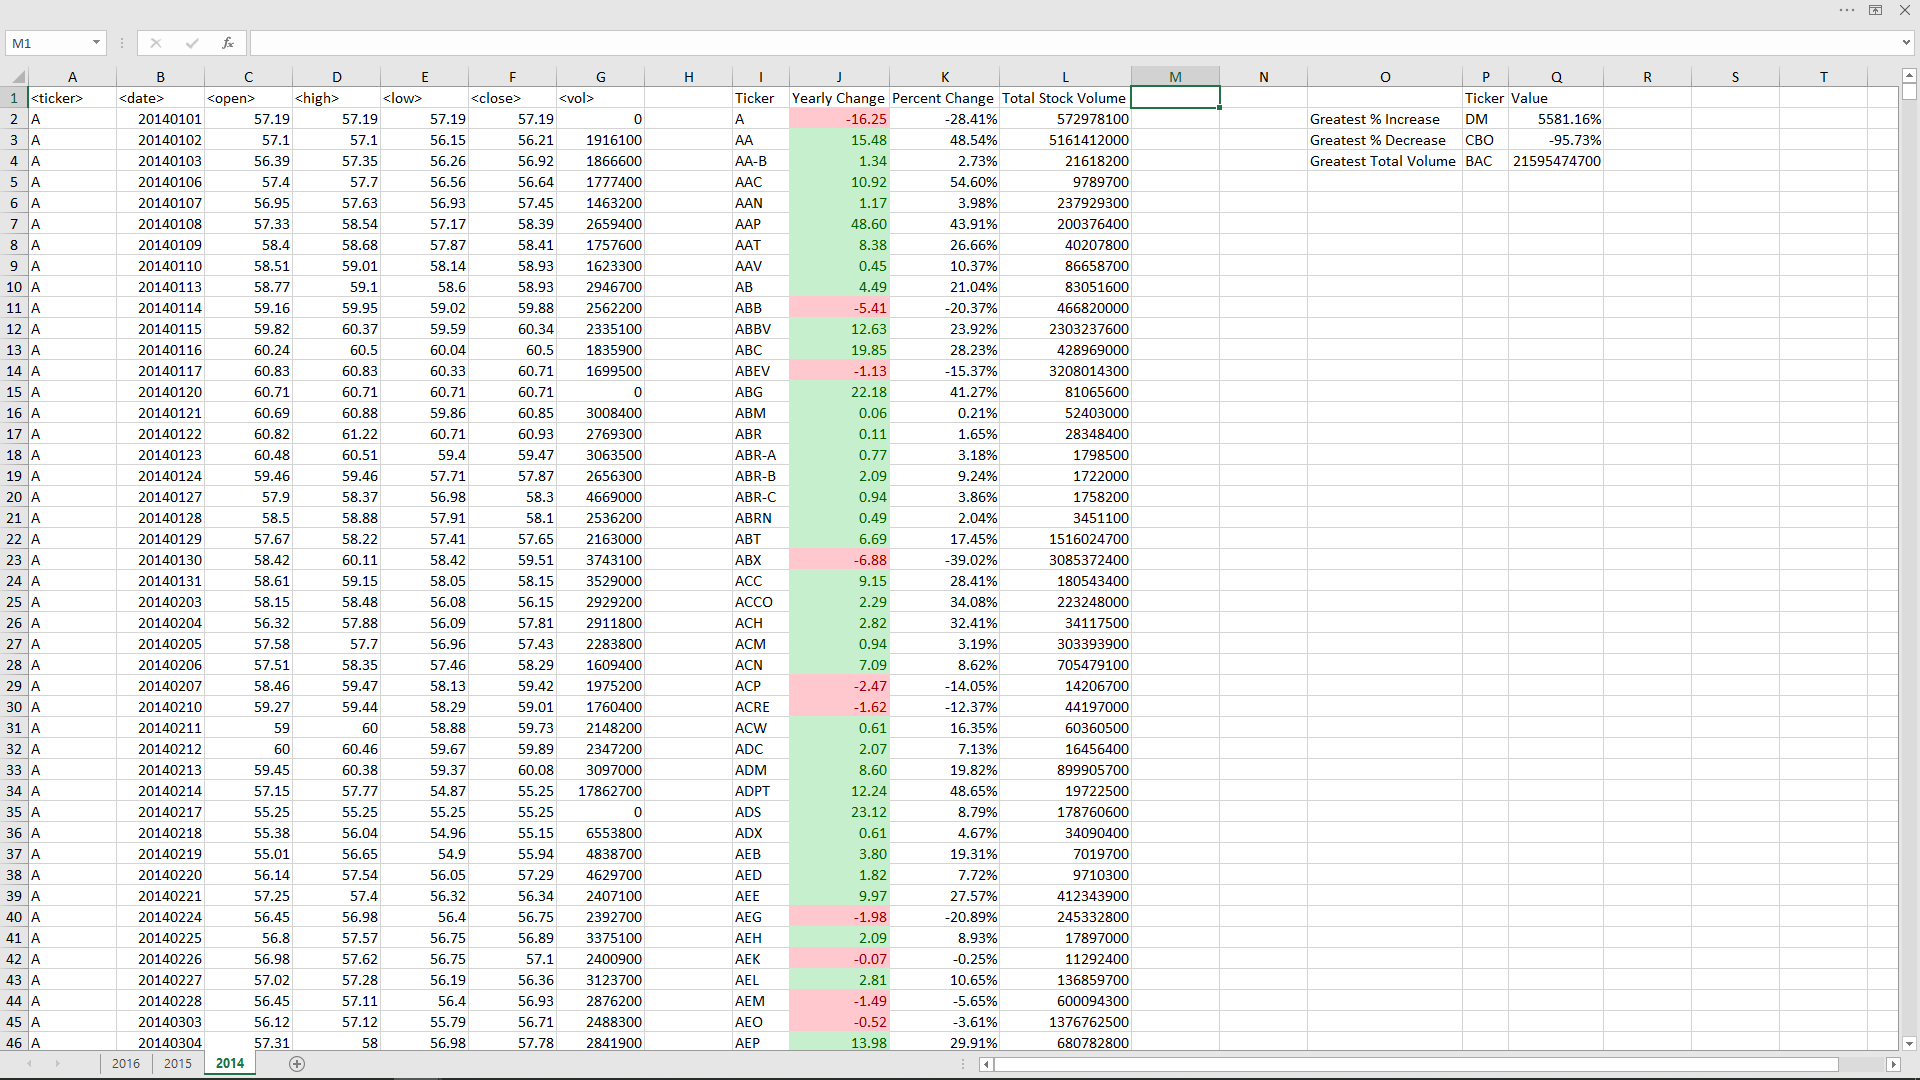 M1 fx
A B C D E F G H I J K L M N O P Q R S T
1 <ticker> <date> <open> <high> <low> <close> <vol> Ticker Yearly Change Percent Change Total Stock Volume Ticker Value
2 A 20140101 57.19 57.19 57.19 57.19 0 A -16.25 -28.41% 572978100 Greatest % Increase DM 5581.16%
3 A 20140102 57.1 57.1 56.15 56.21 1916100 AA 15.48 48.54% 5161412000 Greatest % Decrease CBO -95.73%
4 A 20140103 56.39 57.35 56.26 56.92 1866600 AA-B 1.34 2.73% 21618200 Greatest Total Volume BAC 21595474700
5 A 20140106 57.4 57.7 56.56 56.64 1777400 AAC 10.92 54.60% 9789700
6 A 20140107 56.95 57.63 56.93 57.45 1463200 AAN 1.17 3.98% 237929300
7 A 20140108 57.33 58.54 57.17 58.39 2659400 AAP 48.60 43.91% 200376400
8 A 20140109 58.4 58.68 57.87 58.41 1757600 AAT 8.38 26.66% 40207800
9 A 20140110 58.51 59.01 58.14 58.93 1623300 AAV 0.45 10.37% 86658700
10 A 20140113 58.77 59.1 58.6 58.93 2946700 AB 4.49 21.04% 83051600
11 A 20140114 59.16 59.95 59.02 59.88 2562200 ABB -5.41 -20.37% 466820000
12 A 20140115 59.82 60.37 59.59 60.34 2335100 ABBV 12.63 23.92% 2303237600
13 A 20140116 60.24 60.5 60.04 60.5 1835900 ABC 19.85 28.23% 428969000
14 A 20140117 60.83 60.83 60.33 60.71 1699500 ABEV -1.13 -15.37% 3208014300
15 A 20140120 60.71 60.71 60.71 60.71 0 ABG 22.18 41.27% 81065600
16 A 20140121 60.69 60.88 59.86 60.85 3008400 ABM 0.06 0.21% 52403000
17 A 20140122 60.82 61.22 60.71 60.93 2769300 ABR 0.11 1.65% 28348400
18 A 20140123 60.48 60.51 59.4 59.47 3063500 ABR-A 0.77 3.18% 1798500
19 A 20140124 59.46 59.46 57.71 57.87 2656300 ABR-B 2.09 9.24% 1722000
20 A 20140127 57.9 58.37 56.98 58.3 4669000 ABR-C 0.94 3.86% 1758200
21 A 20140128 58.5 58.88 57.91 58.1 2536200 ABRN 0.49 2.04% 3451100
22 A 20140129 57.67 58.22 57.41 57.65 2163000 ABT 6.69 17.45% 1516024700
23 A 20140130 58.42 60.11 58.42 59.51 3743100 ABX -6.88 -39.02% 3085372400
24 A 20140131 58.61 59.15 58.05 58.15 3529000 ACC 9.15 28.41% 180543400
25 A 20140203 58.15 58.48 56.08 56.15 2929200 ACCO 2.29 34.08% 223248000
26 A 20140204 56.32 57.88 56.09 57.81 2911800 ACH 2.82 32.41% 34117500
27 A 20140205 57.58 57.7 56.96 57.43 2283800 ACM 0.94 3.19% 303393900
28 A 20140206 57.51 58.35 57.46 58.29 1609400 ACN 7.09 8.62% 705479100
29 A 20140207 58.46 59.47 58.13 59.42 1975200 ACP -2.47 -14.05% 14206700
30 A 20140210 59.27 59.44 58.29 59.01 1760400 ACRE -1.62 -12.37% 44197000
31 A 20140211 59 60 58.88 59.73 2148200 ACW 0.61 16.35% 60360500
32 A 20140212 60 60.46 59.67 59.89 2347200 ADC 2.07 7.13% 16456400
33 A 20140213 59.45 60.38 59.37 60.08 3097000 ADM 8.60 19.82% 899905700
34 A 20140214 57.15 57.77 54.87 55.25 17862700 ADPT 12.24 48.65% 19722500
35 A 20140217 55.25 55.25 55.25 55.25 0 ADS 23.12 8.79% 178760600
36 A 20140218 55.38 56.04 54.96 55.15 6553800 ADX 0.61 4.67% 34090400
37 A 20140219 55.01 56.65 54.9 55.94 4838700 AEB 3.80 19.31% 7019700
38 A 20140220 56.14 57.54 56.05 57.29 4629700 AED 1.82 7.72% 9710300
39 A 20140221 57.25 57.4 56.32 56.34 2407100 AEE 9.97 27.57% 412343900
40 A 20140224 56.45 56.98 56.4 56.75 2392700 AEG -1.98 -20.89% 245332800
41 A 20140225 56.8 57.57 56.75 56.89 3375100 AEH 2.09 8.93% 17897000
42 A 20140226 56.98 57.62 56.75 57.1 2400900 AEK -0.07 -0.25% 11292400
43 A 20140227 57.02 57.28 56.19 56.36 3123700 AEL 2.81 10.65% 136859700
44 A 20140228 56.45 57.11 56.4 56.93 2876200 AEM -1.49 -5.65% 600094300
45 A 20140303 56.12 57.12 55.79 56.71 2488300 AEO -0.52 -3.61% 1376762500
46 A 20140304 57.31 58 56.98 57.78 2841900 AEP 13.98 29.91% 680782800
2016 2015 2014